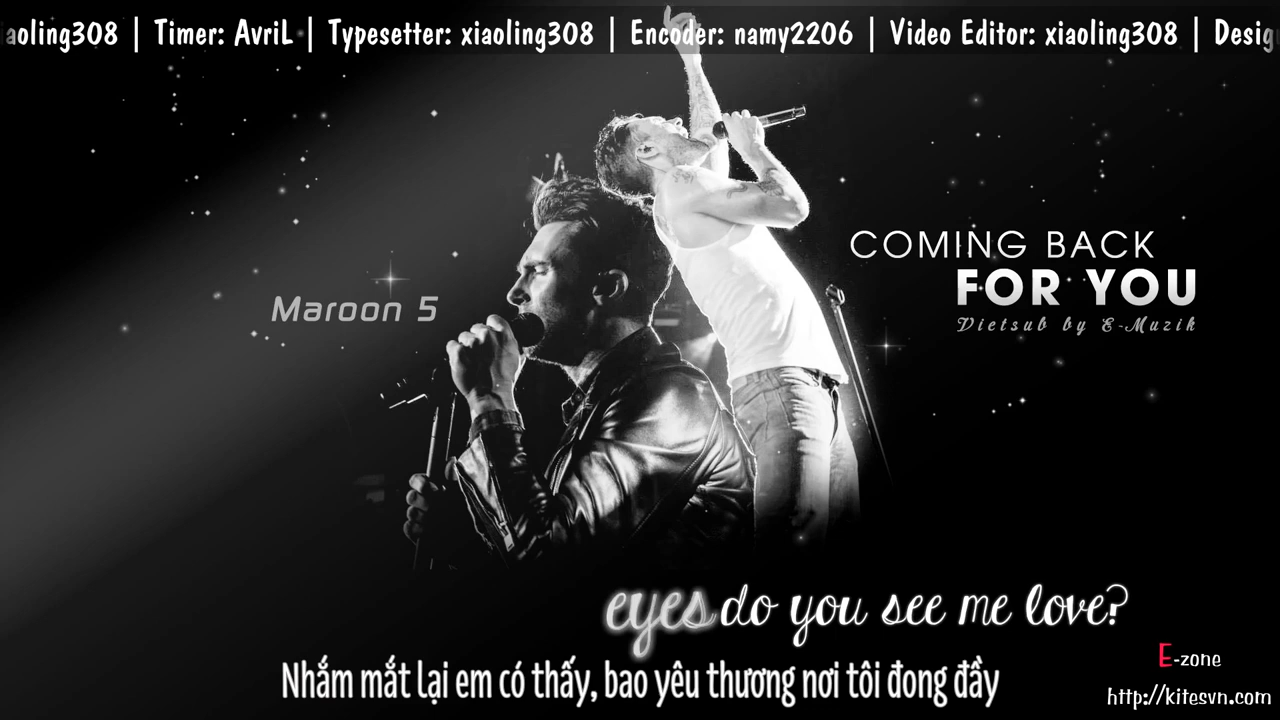 aoling308 | Timer: AvriL | Typesetter: xiaoling308 | Encoder: namy2206 | Video Editor: xiaoling308 | Desig
COMING BACK
FOR YOU
Vietsub by E-Muzik
Maroon 5
eyes do you see me love?
Nhắm mắt lại em có thấy, bao yêu thương nơi tôi đong đầy
E-zone
http://kitesvn.com